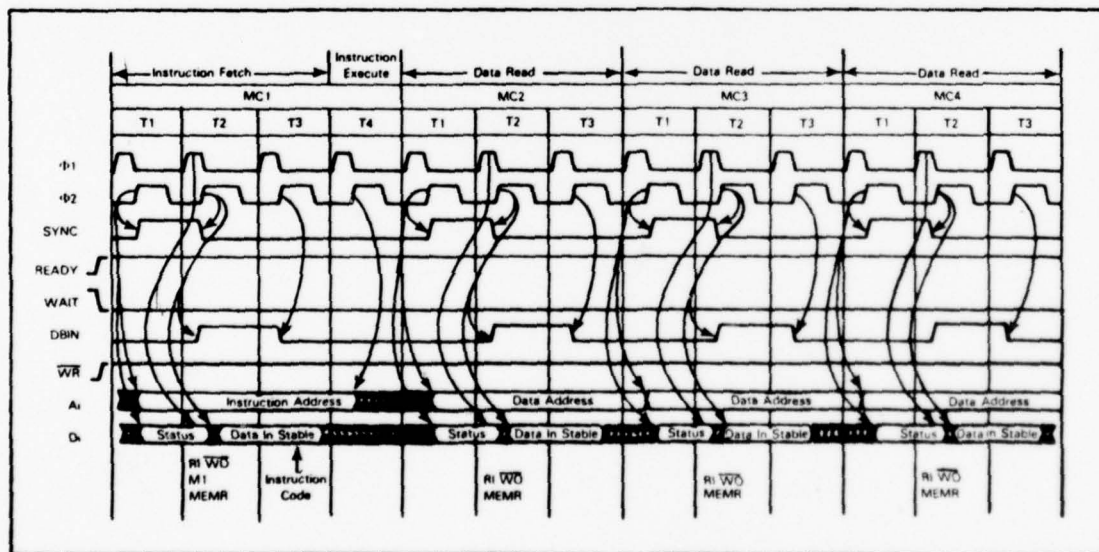 Instruction Fetch
Instruction Execute
Data Read
Data Read
Data Read
MC1
MC2
MC3
MC4
T1 T2 T3 T4 T1 T2 T3 T1 T2 T3 T1 T2 T3
Φ1
Φ2
SYNC
READY
WAIT
DBIN
WR
Instruction Address
Data Address
Data Address
Data Address
Status
Data In Stable
Status
Data In Stable
Status
Data In Stable
Status
Data in Stable
RI WO
M1
MEMR
Instruction
Code
RI WO
MEMR
RI WO
MEMR
RI WO
MEMR